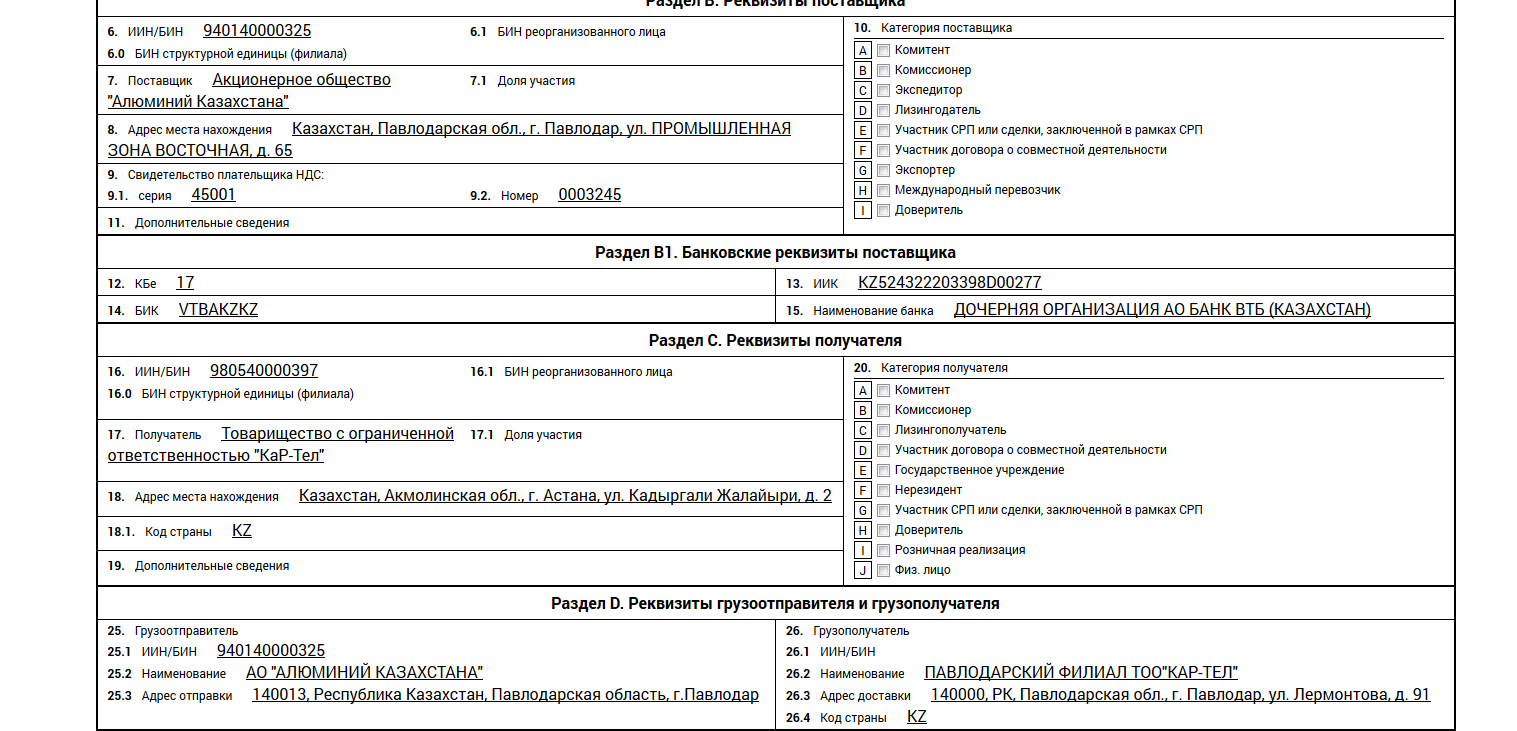 Раздел B. Реквизиты поставщика
6. ИИН/БИН 940140000325 6.1 БИН реорганизованного лица
6.0 БИН структурной единицы (филиала)
7. Поставщик Акционерное общество 7.1 Доля участия
"Алюминий Казахстана"
8. Адрес места нахождения Казахстан, Павлодарская обл., г. Павлодар, ул. ПРОМЫШЛЕННАЯ
ЗОНА ВОСТОЧНАЯ, д. 65
9. Свидетельство плательщика НДС:
9.1. серия 45001 9.2. Номер 0003245
11. Дополнительные сведения
10. Категория поставщика
A Комитент
B Комиссионер
C Экспедитор
D Лизингодатель
E Участник СРП или сделки, заключенной в рамках СРП
F Участник договора о совместной деятельности
G Экспортер
H Международный перевозчик
I Доверитель
Раздел B1. Банковские реквизиты поставщика
12. КБе 17 13. ИИК KZ524322203398D00277
14. БИК VTBAKZKZ 15. Наименование банка ДОЧЕРНЯЯ ОРГАНИЗАЦИЯ АО БАНК ВТБ (КАЗАХСТАН)
Раздел C. Реквизиты получателя
16. ИИН/БИН 980540000397 16.1 БИН реорганизованного лица
16.0 БИН структурной единицы (филиала)
17. Получатель Товарищество с ограниченной 17.1 Доля участия
ответственностью "КаР-Тел"
18. Адрес места нахождения Казахстан, Акмолинская обл., г. Астана, ул. Кадыргали Жалайыри, д. 2
18.1. Код страны KZ
19. Дополнительные сведения
20. Категория получателя
A Комитент
B Комиссионер
C Лизингополучатель
D Участник договора о совместной деятельности
E Государственное учреждение
F Нерезидент
G Участник СРП или сделки, заключенной в рамках СРП
H Доверитель
I Розничная реализация
J Физ. лицо
Раздел D. Реквизиты грузоотправителя и грузополучателя
25. Грузоотправитель
25.1 ИИН/БИН 940140000325
25.2 Наименование АО "АЛЮМИНИЙ КАЗАХСТАНА"
25.3 Адрес отправки 140013, Республика Казахстан, Павлодарская область, г.Павлодар
26. Грузополучатель
26.1 ИИН/БИН
26.2 Наименование ПАВЛОДАРСКИЙ ФИЛИАЛ ТОО"КАР-ТЕЛ"
26.3 Адрес доставки 140000, РК, Павлодарская обл., г. Павлодар, ул. Лермонтова, д. 91
26.4 Код страны KZ